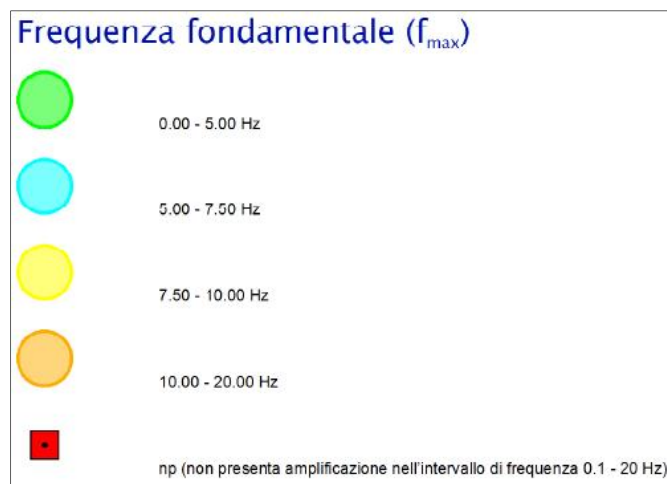 Frequenza fondamentale (fmax)
0.00 - 5.00 Hz
5.00 - 7.50 Hz
7.50 - 10.00 Hz
10.00 - 20.00 Hz
np (non presenta amplificazione nell'intervallo di frequenza 0.1 - 20 Hz)